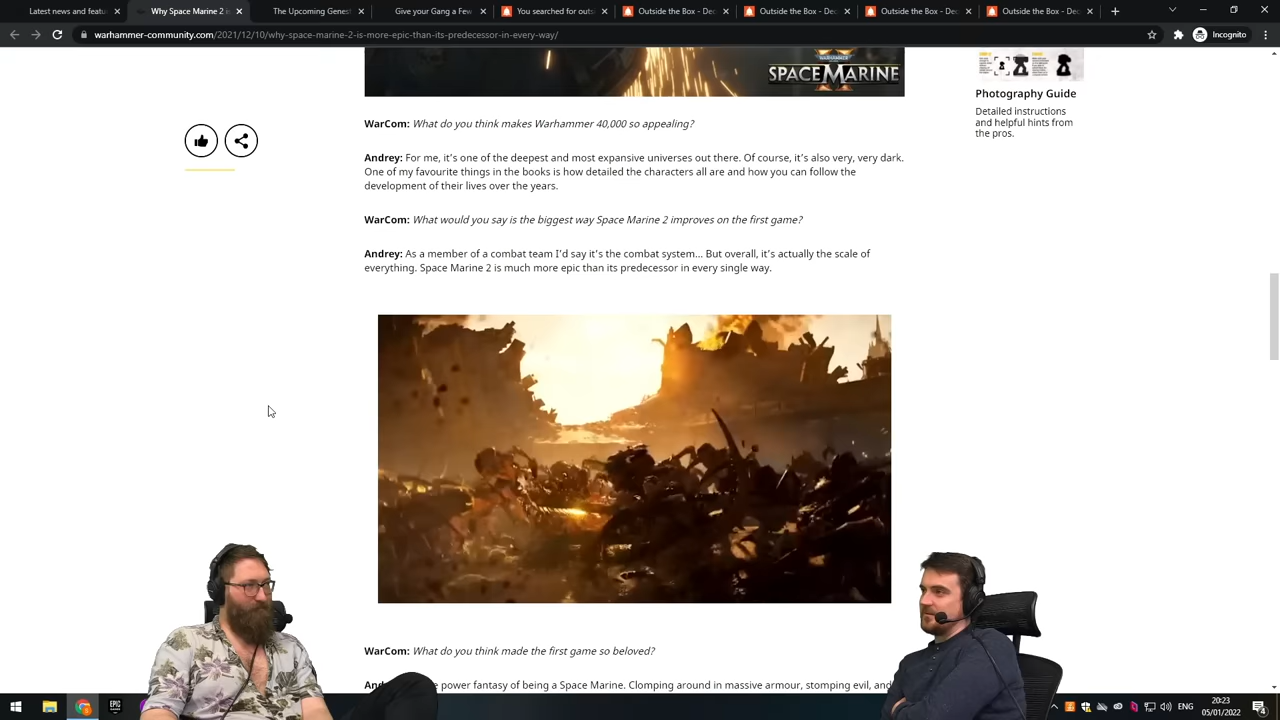 Latest news and featu
Why Space Marine 2 i
The Upcoming Genest
Give your Gang a Few
You searched for outs
Outside the Box - Dec
Outside the Box - Dec
Outside the Box - Dec
Outside the Box - Dec
warhammer-community.com/2021/12/10/why-space-marine-2-is-more-epic-than-its-predecessor-in-every-way/
Incognito
WARHAMMER
SPACE MARINE
Photography Guide
Detailed instructions
and helpful hints from
the pros.
WarCom: What do you think makes Warhammer 40,000 so appealing?
Andrey: For me, it's one of the deepest and most expansive universes out there. Of course, it's also very, very dark.
One of my favourite things in the books is how detailed the characters all are and how you can follow the
development of their lives over the years.
WarCom: What would you say is the biggest way Space Marine 2 improves on the first game?
Andrey: As a member of a combat team I'd say it's the combat system... But overall, it's actually the scale of
everything. Space Marine 2 is much more epic than its predecessor in every single way.
WarCom: What do you think made the first game so beloved?
power fantasy of being a Space Marine. Clomping around in massive armour, stomping evil, and
EPIC
ENG
20:23
05/01/2022